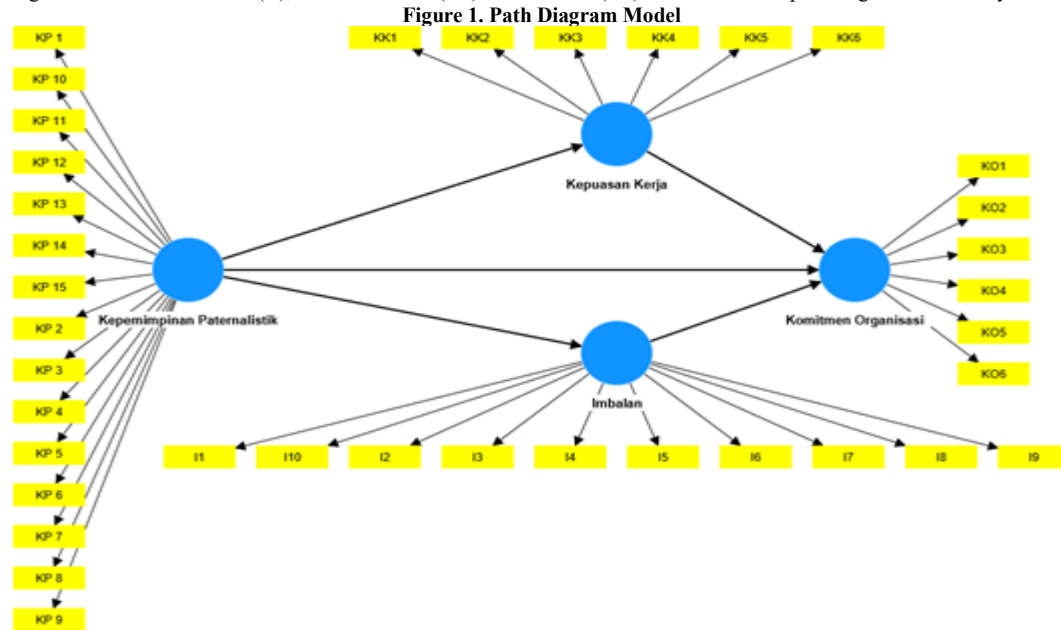 Figure 1. Path Diagram Model
KP 1
KP 10
KP 11
KP 12
KP 13
KP 14
KP 15
KP 2
KP 3
KP 4
KP 5
KP 6
KP 7
KP 8
KP 9
Kepemimpinan Paternalistik
KK1 KK2 KK3 KK4 KK5 KK6
Kepuasan Kerja
Imbalan
I1 I10 I2 I3 I4 I5 I6 I7 I8 I9
Komitmen Organisasi
KO1
KO2
KO3
KO4
KO5
KO6